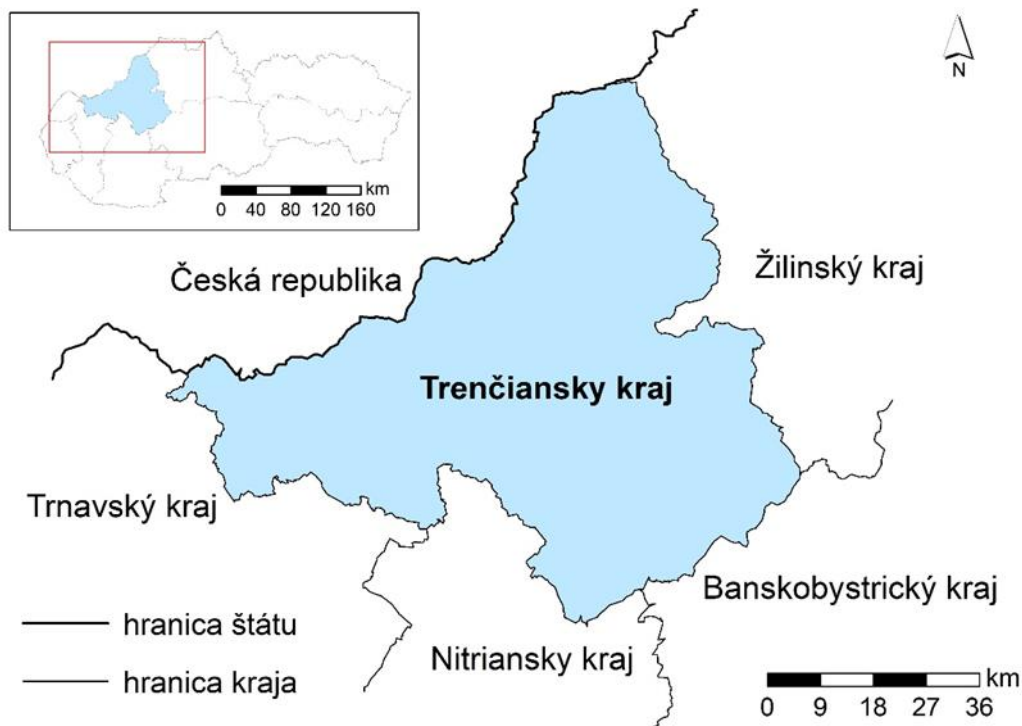 km
0 40 80 120 160
N
Česká republika
Žilinský kraj
Trenčiansky kraj
Trnavský kraj
Banskobystrický kraj
hranica štátu
Nitriansky kraj
hranica kraja
km
0 9 18 27 36